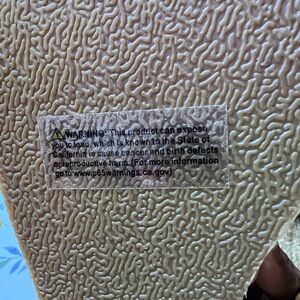 ⚠WARNING: This product can expose
you to lead, which is known to the State of
California to cause cancer and birth defects
or reproductive harm. (For more information
go to www.p65warnings.ca.gov)